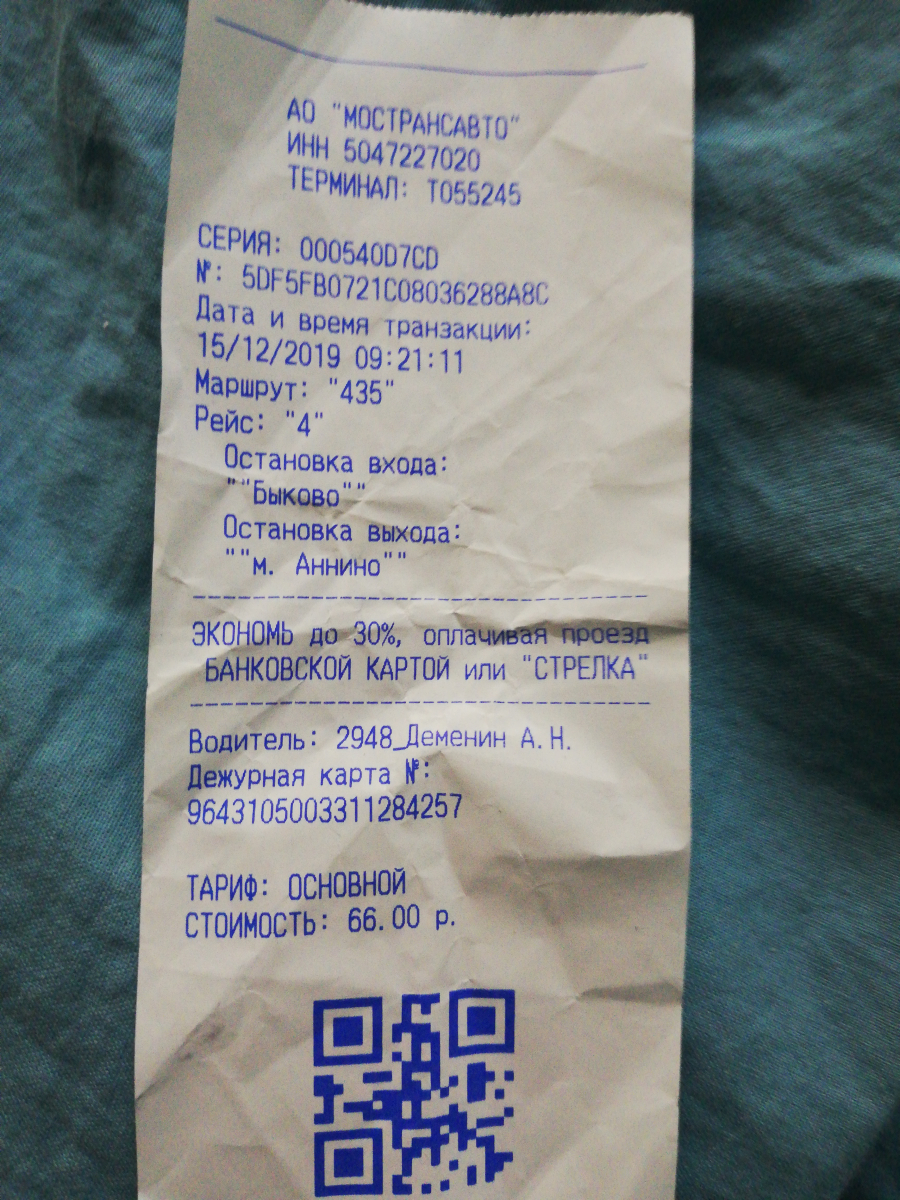 АО "МОСТРАНСАВТО"
ИНН 5047227020
ТЕРМИНАЛ: T055245
СЕРИЯ: 000540D7CD
№: 5DF5FB0721C08036288A8C
Дата и время транзакции:
15/12/2019 09:21:11
Маршрут: "435"
Рейс: "4"
Остановка входа:
""Быково""
Остановка выхода:
""м. Аннино""
ЭКОНОМЬ до 30%, оплачивая проезд
БАНКОВСКОЙ КАРТОЙ или "СТРЕЛКА"
Водитель: 2948_Деменин А.Н.
Дежурная карта №:
9643105003311284257
ТАРИФ: ОСНОВНОЙ
СТОИМОСТЬ: 66.00 р.